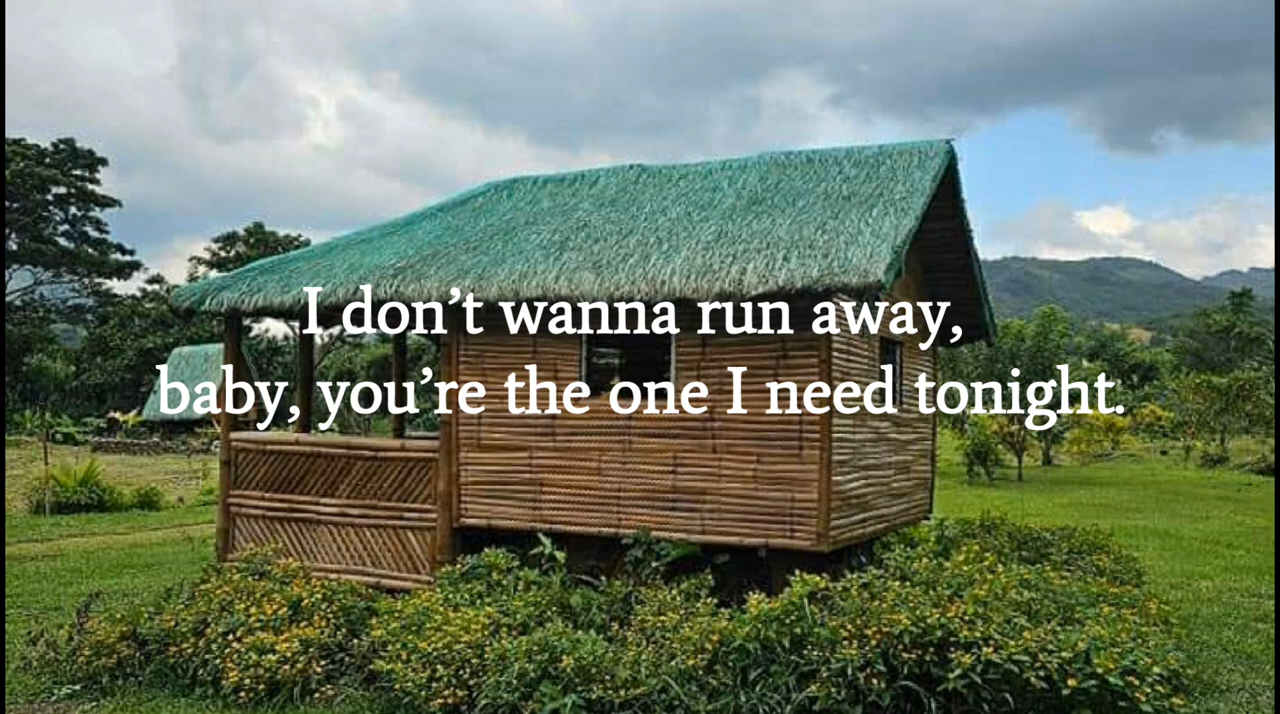 I don’t wanna run away,
baby, you’re the one I need tonight.